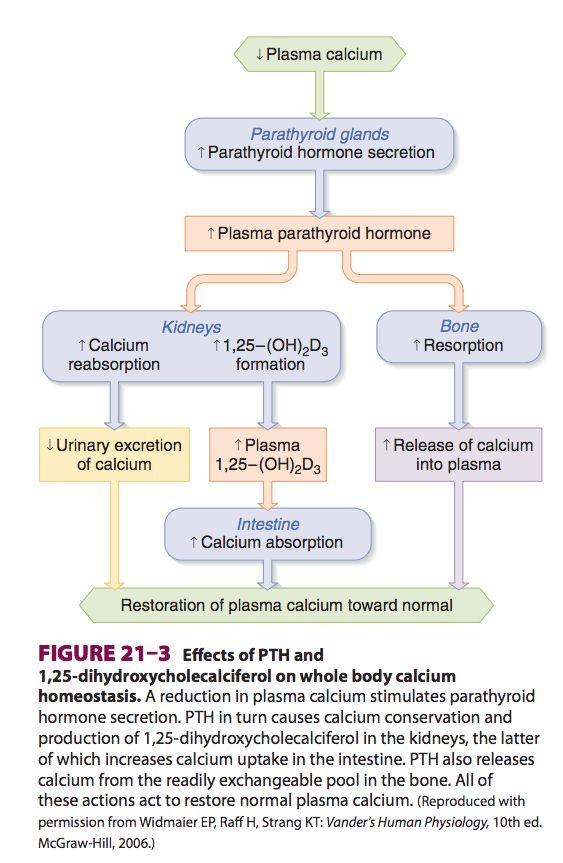 ↓ Plasma calcium
Parathyroid glands
↑ Parathyroid hormone secretion
↑ Plasma parathyroid hormone
Kidneys
↑ Calcium
reabsorption
↑ 1,25–(OH)₂D₃
formation
Bone
↑ Resorption
↓ Urinary excretion
of calcium
↑ Plasma
1,25–(OH)₂D₃
↑ Release of calcium
into plasma
Intestine
↑ Calcium absorption
Restoration of plasma calcium toward normal
FIGURE 21–3 Effects of PTH and
1,25-dihydroxycholecalciferol on whole body calcium
homeostasis. A reduction in plasma calcium stimulates parathyroid
hormone secretion. PTH in turn causes calcium conservation and
production of 1,25-dihydroxycholecalciferol in the kidneys, the latter
of which increases calcium uptake in the intestine. PTH also releases
calcium from the readily exchangeable pool in the bone. All of
these actions act to restore normal plasma calcium. (Reproduced with
permission from Widmaier EP, Raff H, Strang KT: Vander's Human Physiology, 10th ed.
McGraw-Hill, 2006.)